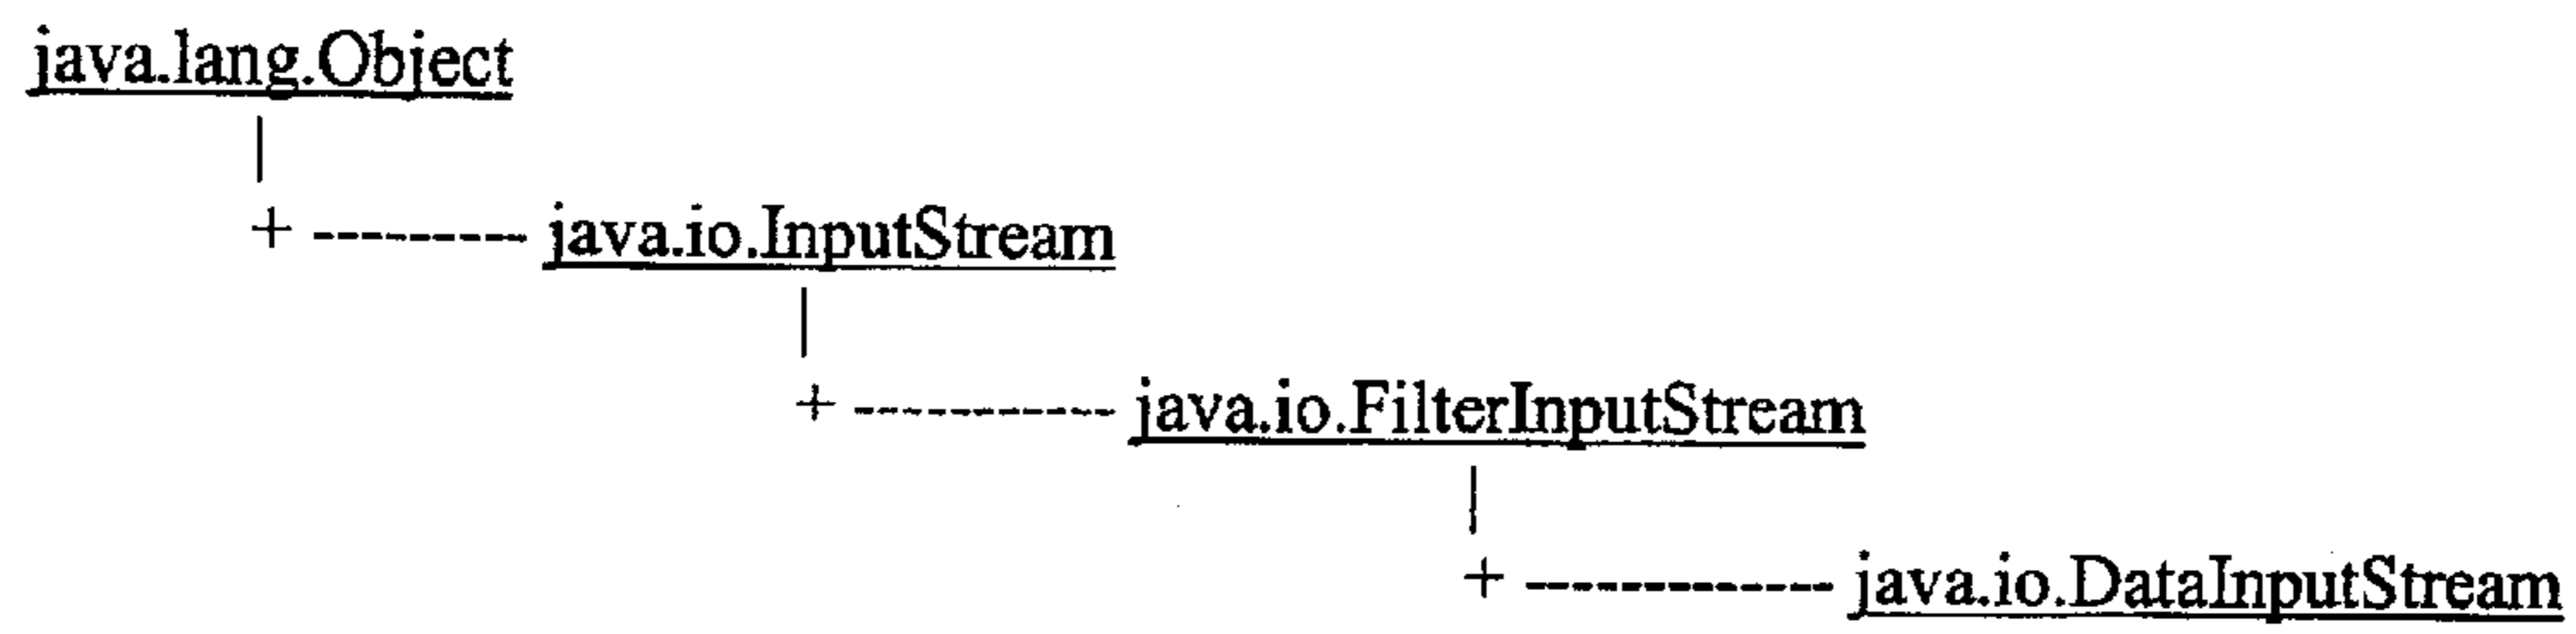 java.lang.Object
|
+ --------- java.io.InputStream
|
+ ----------- java.io.FilterInputStream
|
+ ------------- java.io.DataInputStream